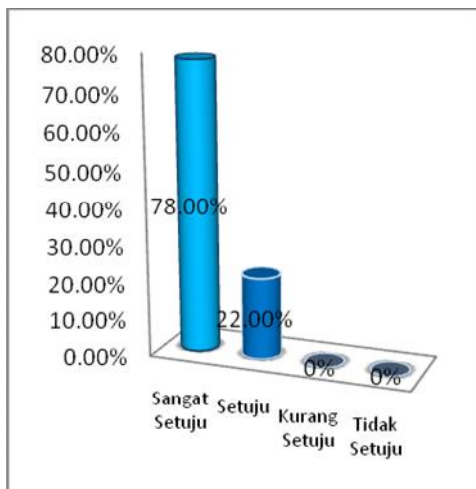 80.00%
70.00%
60.00%
50.00%
40.00%
30.00%
20.00%
10.00%
0.00%
78.00%
22.00%
0%
0%
Sangat
Setuju
Setuju
Kurang
Setuju
Tidak
Setuju